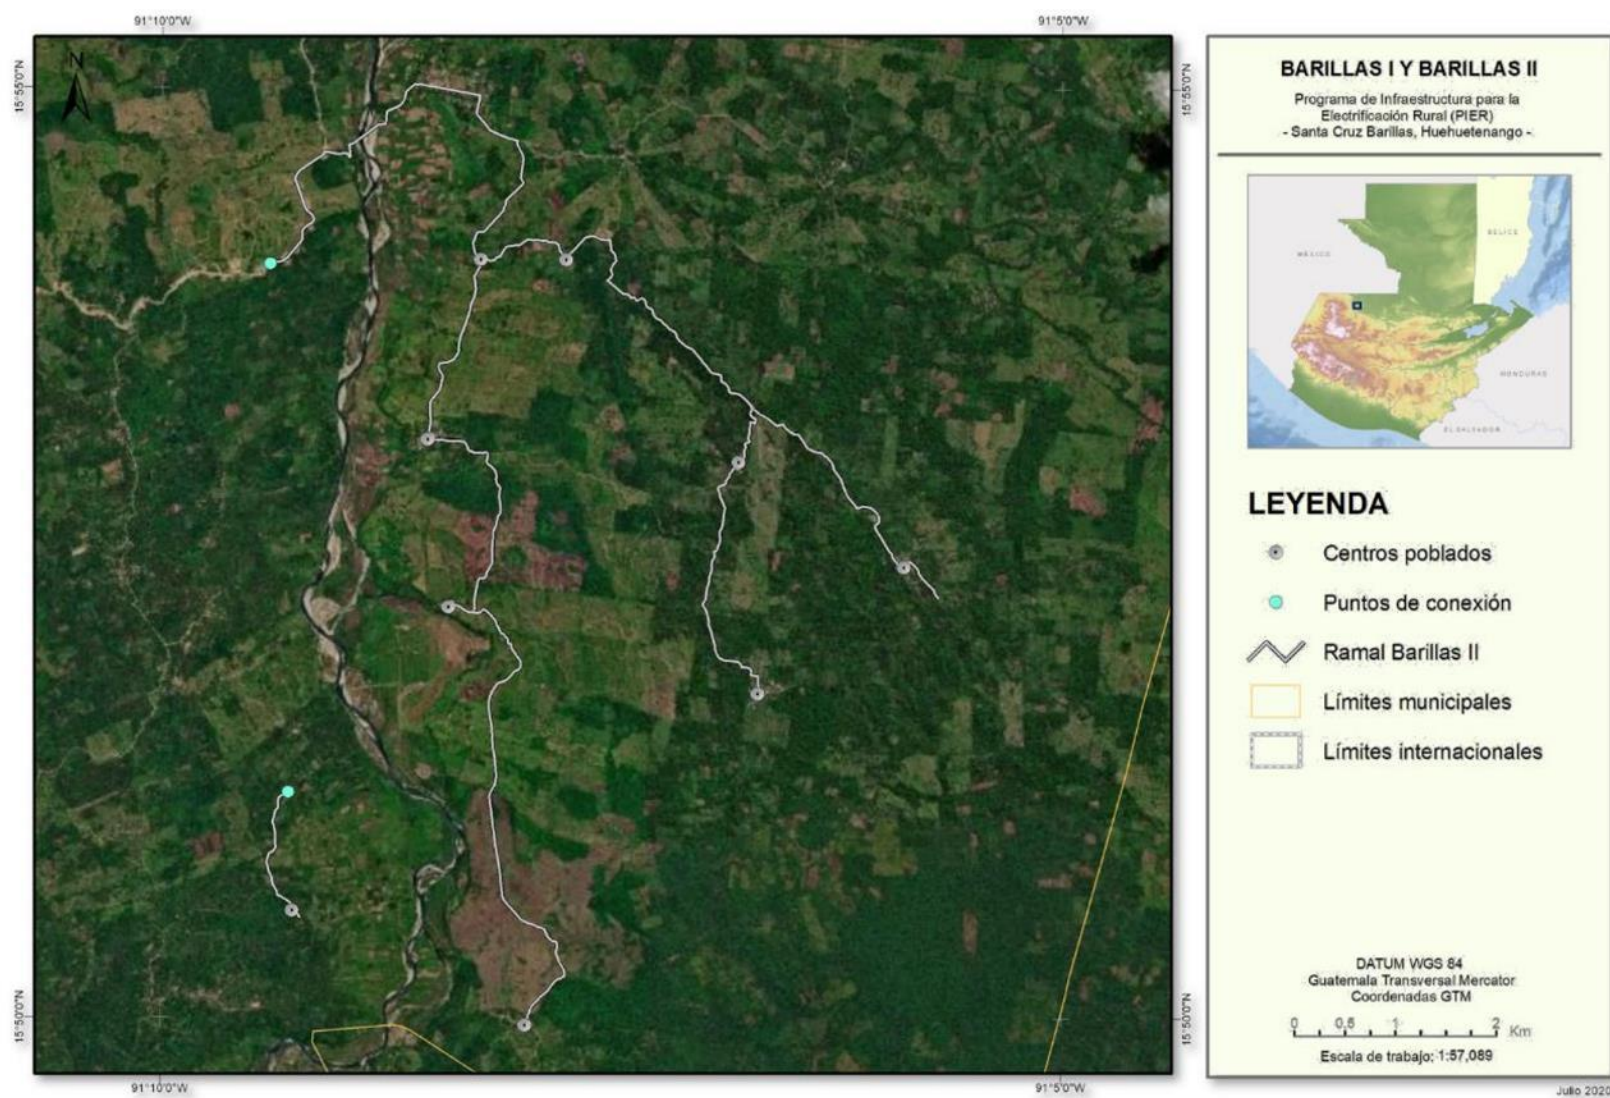 91°10'0"W
91°5'0"W
15°55'0"N
15°55'0"N
N
15°50'0"N
15°50'0"N
91°10'0"W
91°5'0"W
BARILLAS I Y BARILLAS II
Programa de Infraestructura para la
Electrificación Rural (PIER)
- Santa Cruz Barillas, Huehuetenango -
MÉXICO
BELICE
HONDURAS
EL SALVADOR
LEYENDA
Centros poblados
Puntos de conexión
Ramal Barillas II
Límites municipales
Límites internacionales
DATUM WGS 84
Guatemala Transversal Mercator
Coordenadas GTM
0 0,5 1 2 Km
Escala de trabajo: 1:57,089
Julio 2020